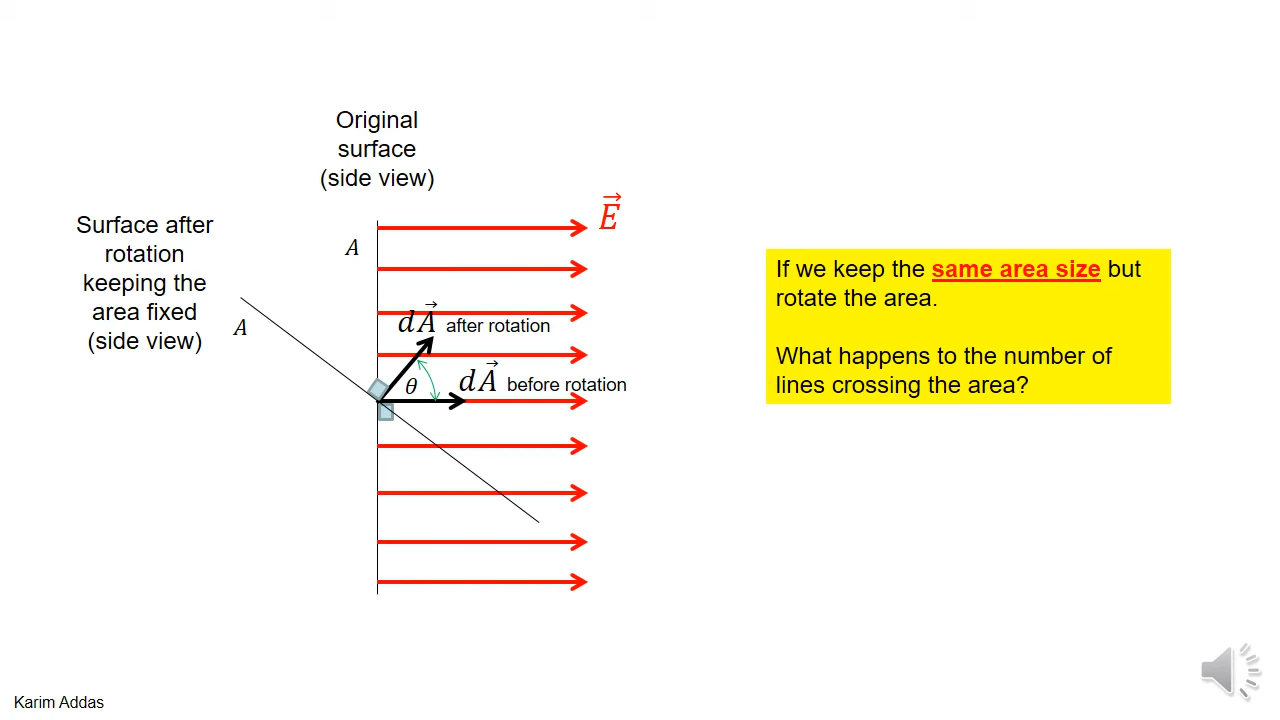 Original
surface
(side view)
Surface after
rotation
keeping the
area fixed
(side view)
A
A
E⃗
dA⃗ after rotation
θ
dA⃗ before rotation
If we keep the same area size but
rotate the area.
What happens to the number of
lines crossing the area?
Karim Addas